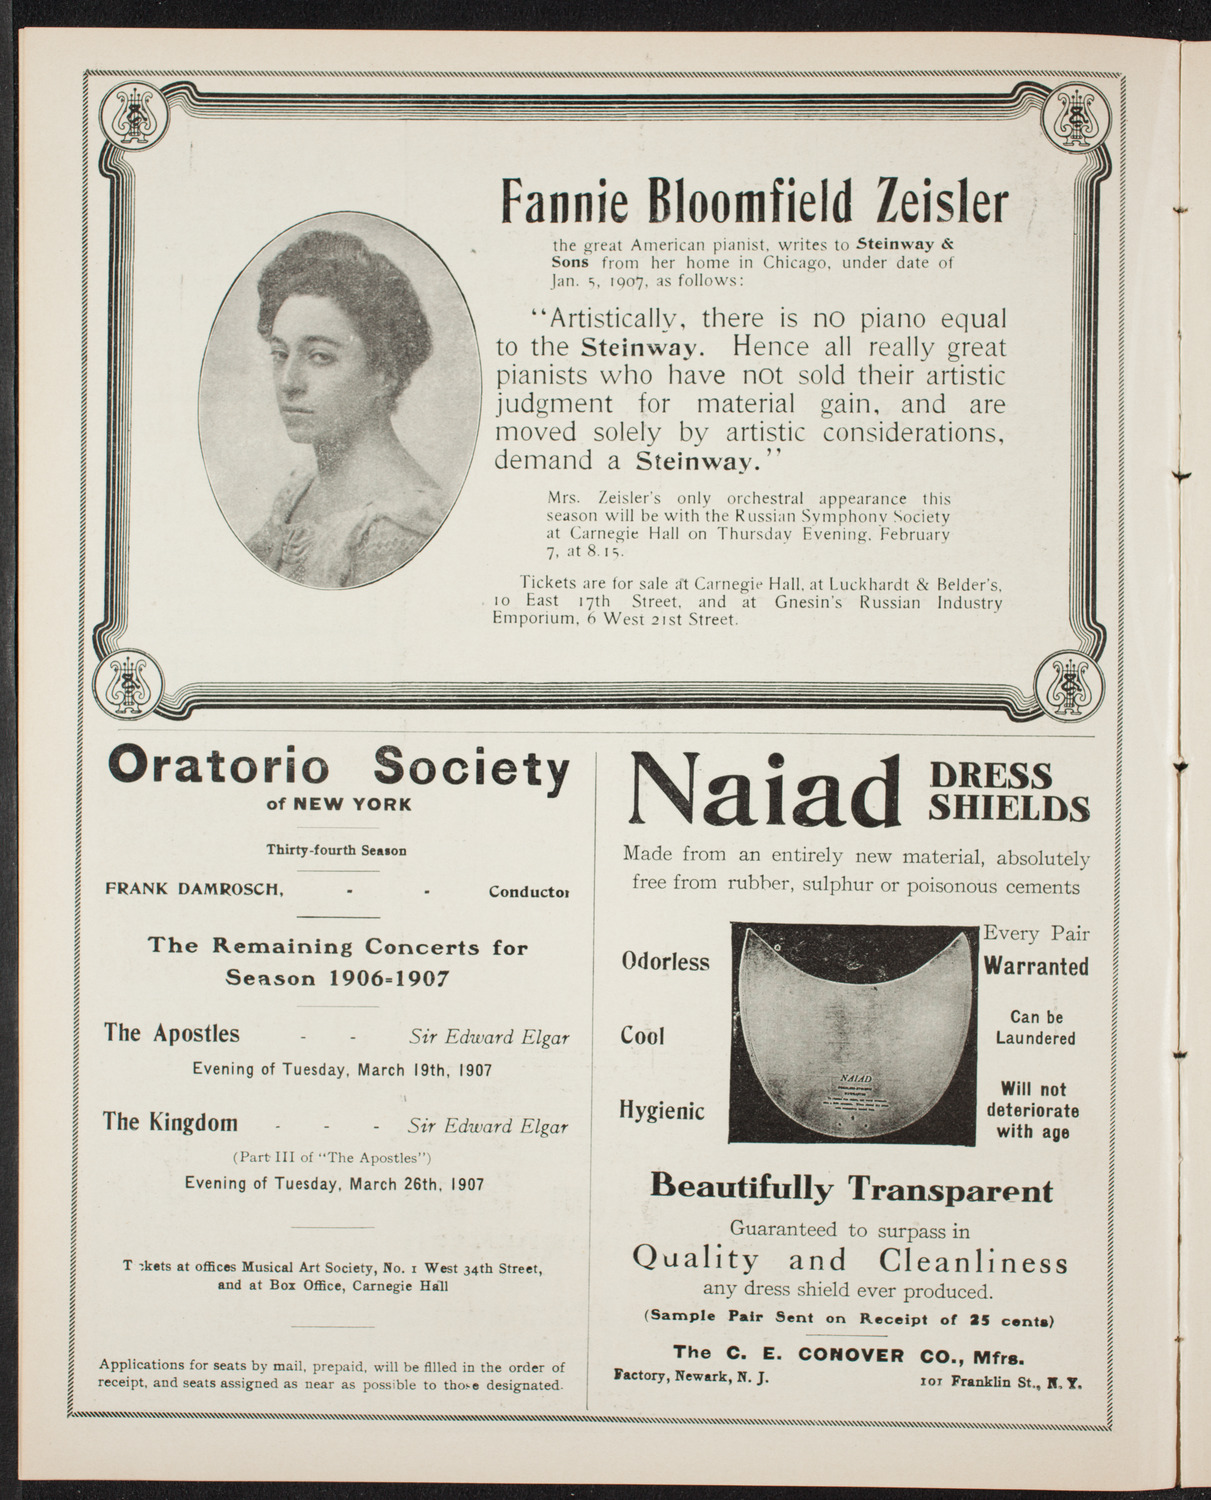 Fannie Bloomfield Zeisler
the great American pianist, writes to Steinway &
Sons from her home in Chicago, under date of
Jan. 5, 1907, as follows:
“Artistically, there is no piano equal
to the Steinway. Hence all really great
pianists who have not sold their artistic
judgment for material gain, and are
moved solely by artistic considerations,
demand a Steinway.”
Mrs. Zeisler's only orchestral appearance this
season will be with the Russian Symphony Society
at Carnegie Hall on Thursday Evening, February
7, at 8.15.
Tickets are for sale at Carnegie Hall, at Luckhardt & Belder's,
10 East 17th Street, and at Gnesin's Russian Industry
Emporium, 6 West 21st Street.
Oratorio Society
of NEW YORK
Thirty-fourth Season
FRANK DAMROSCH, - - Conductor
The Remaining Concerts for
Season 1906=1907
The Apostles - - Sir Edward Elgar
Evening of Tuesday, March 19th, 1907
The Kingdom - - - Sir Edward Elgar
(Part III of “The Apostles”)
Evening of Tuesday, March 26th, 1907
T ckets at offices Musical Art Society, No. 1 West 34th Street,
and at Box Office, Carnegie Hall
Applications for seats by mail, prepaid, will be filled in the order of
receipt, and seats assigned as near as possible to those designated.
Naiad DRESS
SHIELDS
Made from an entirely new material, absolutely
free from rubber, sulphur or poisonous cements
Odorless
Cool
Hygienic
NAIAD
Every Pair
Warranted
Can be
Laundered
Will not
deteriorate
with age
Beautifully Transparent
Guaranteed to surpass in
Quality and Cleanliness
any dress shield ever produced.
(Sample Pair Sent on Receipt of 25 cents)
The C. E. CONOVER CO., Mfrs.
Factory, Newark, N. J. 101 Franklin St., N. Y.